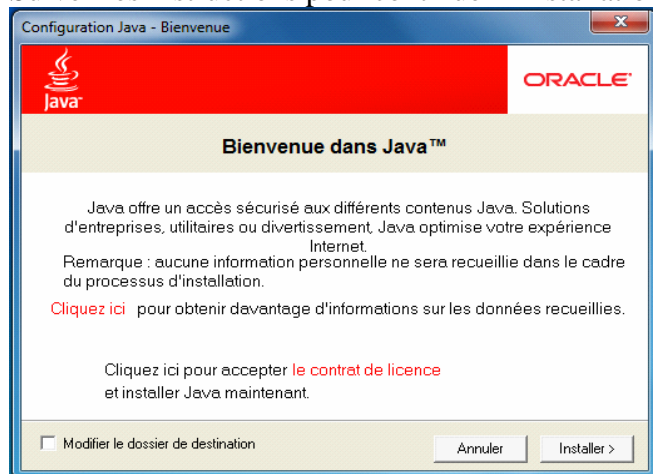 Configuration Java - Bienvenue
Java™
ORACLE®
Bienvenue dans Java™
Java offre un accès sécurisé aux différents contenus Java. Solutions
d'entreprises, utilitaires ou divertissement, Java optimise votre expérience
Internet.
Remarque : aucune information personnelle ne sera recueillie dans le cadre
du processus d'installation.
Cliquez ici pour obtenir davantage d'informations sur les données recueillies.
Cliquez ici pour accepter le contrat de licence
et installer Java maintenant.
Modifier le dossier de destination
Annuler
Installer >